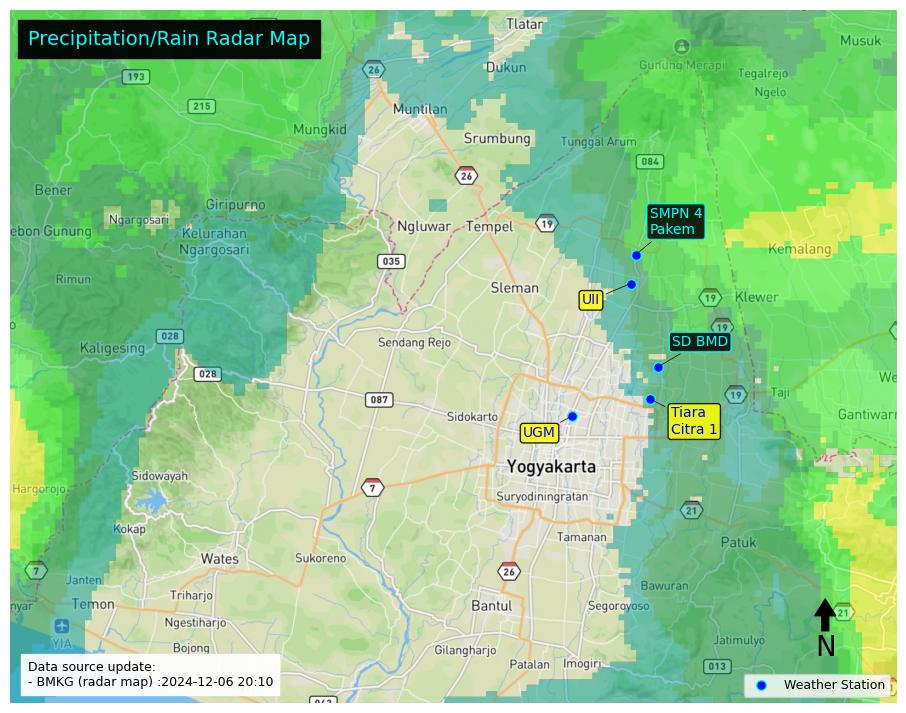 Precipitation/Rain Radar Map
Tlatar
Musuk
26
Dukun
Gunung Merapi
Tegalrejo
193
Ngelo
215
Muntilan
Mungkid
Srumbung
Tunggal Arum
084
26
Bener
Giripurno
Ngargosari
SMPN 4
Pakem
ebon Gunung
Kelurahan
Ngargosari
Ngluwar
Tempel
19
Kemalang
035
Rimun
Sleman
UII
19
Klewer
19
028
Kaligesing
Sendang Rejo
SD BMD
028
We
087
19
Taji
Sidokarto
UGM
Tiara
Citra 1
Gantiwarn
Yogyakarta
Sidowayah
7
Hargorojo
Suryodiningratan
21
Kokap
Tamanan
Patuk
Wates
Sukoreno
7
26
Janten
Bawuran
Triharjo
nyar
Temon
Bantul
Segoroyoso
21
Ngestiharjo
YIA
Bojong
Gilangharjo
Jatimulyo
N
Patalan
Imogiri
013
Data source update:
- BMKG (radar map) :2024-12-06 20:10
Weather Station